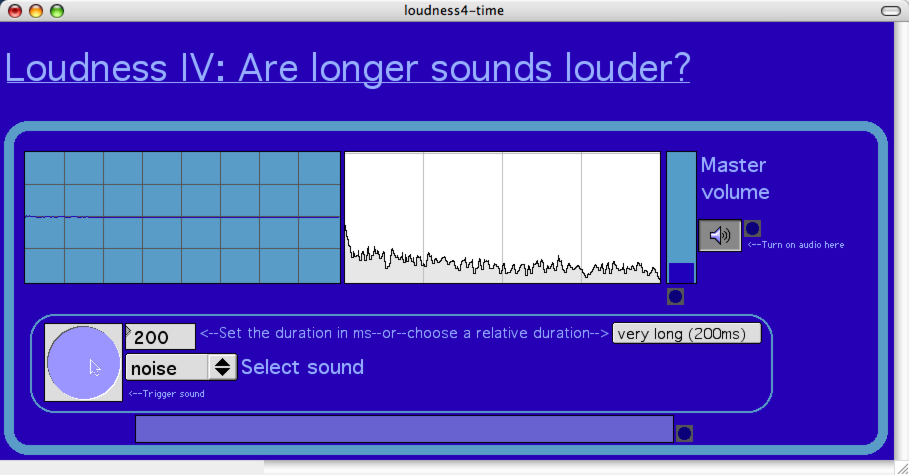 loudness4-time
Loudness IV: Are longer sounds louder?
Master
volume
<--Turn on audio here
200
<--Set the duration in ms--or--choose a relative duration-->
very long (200ms)
noise
Select sound
<--Trigger sound